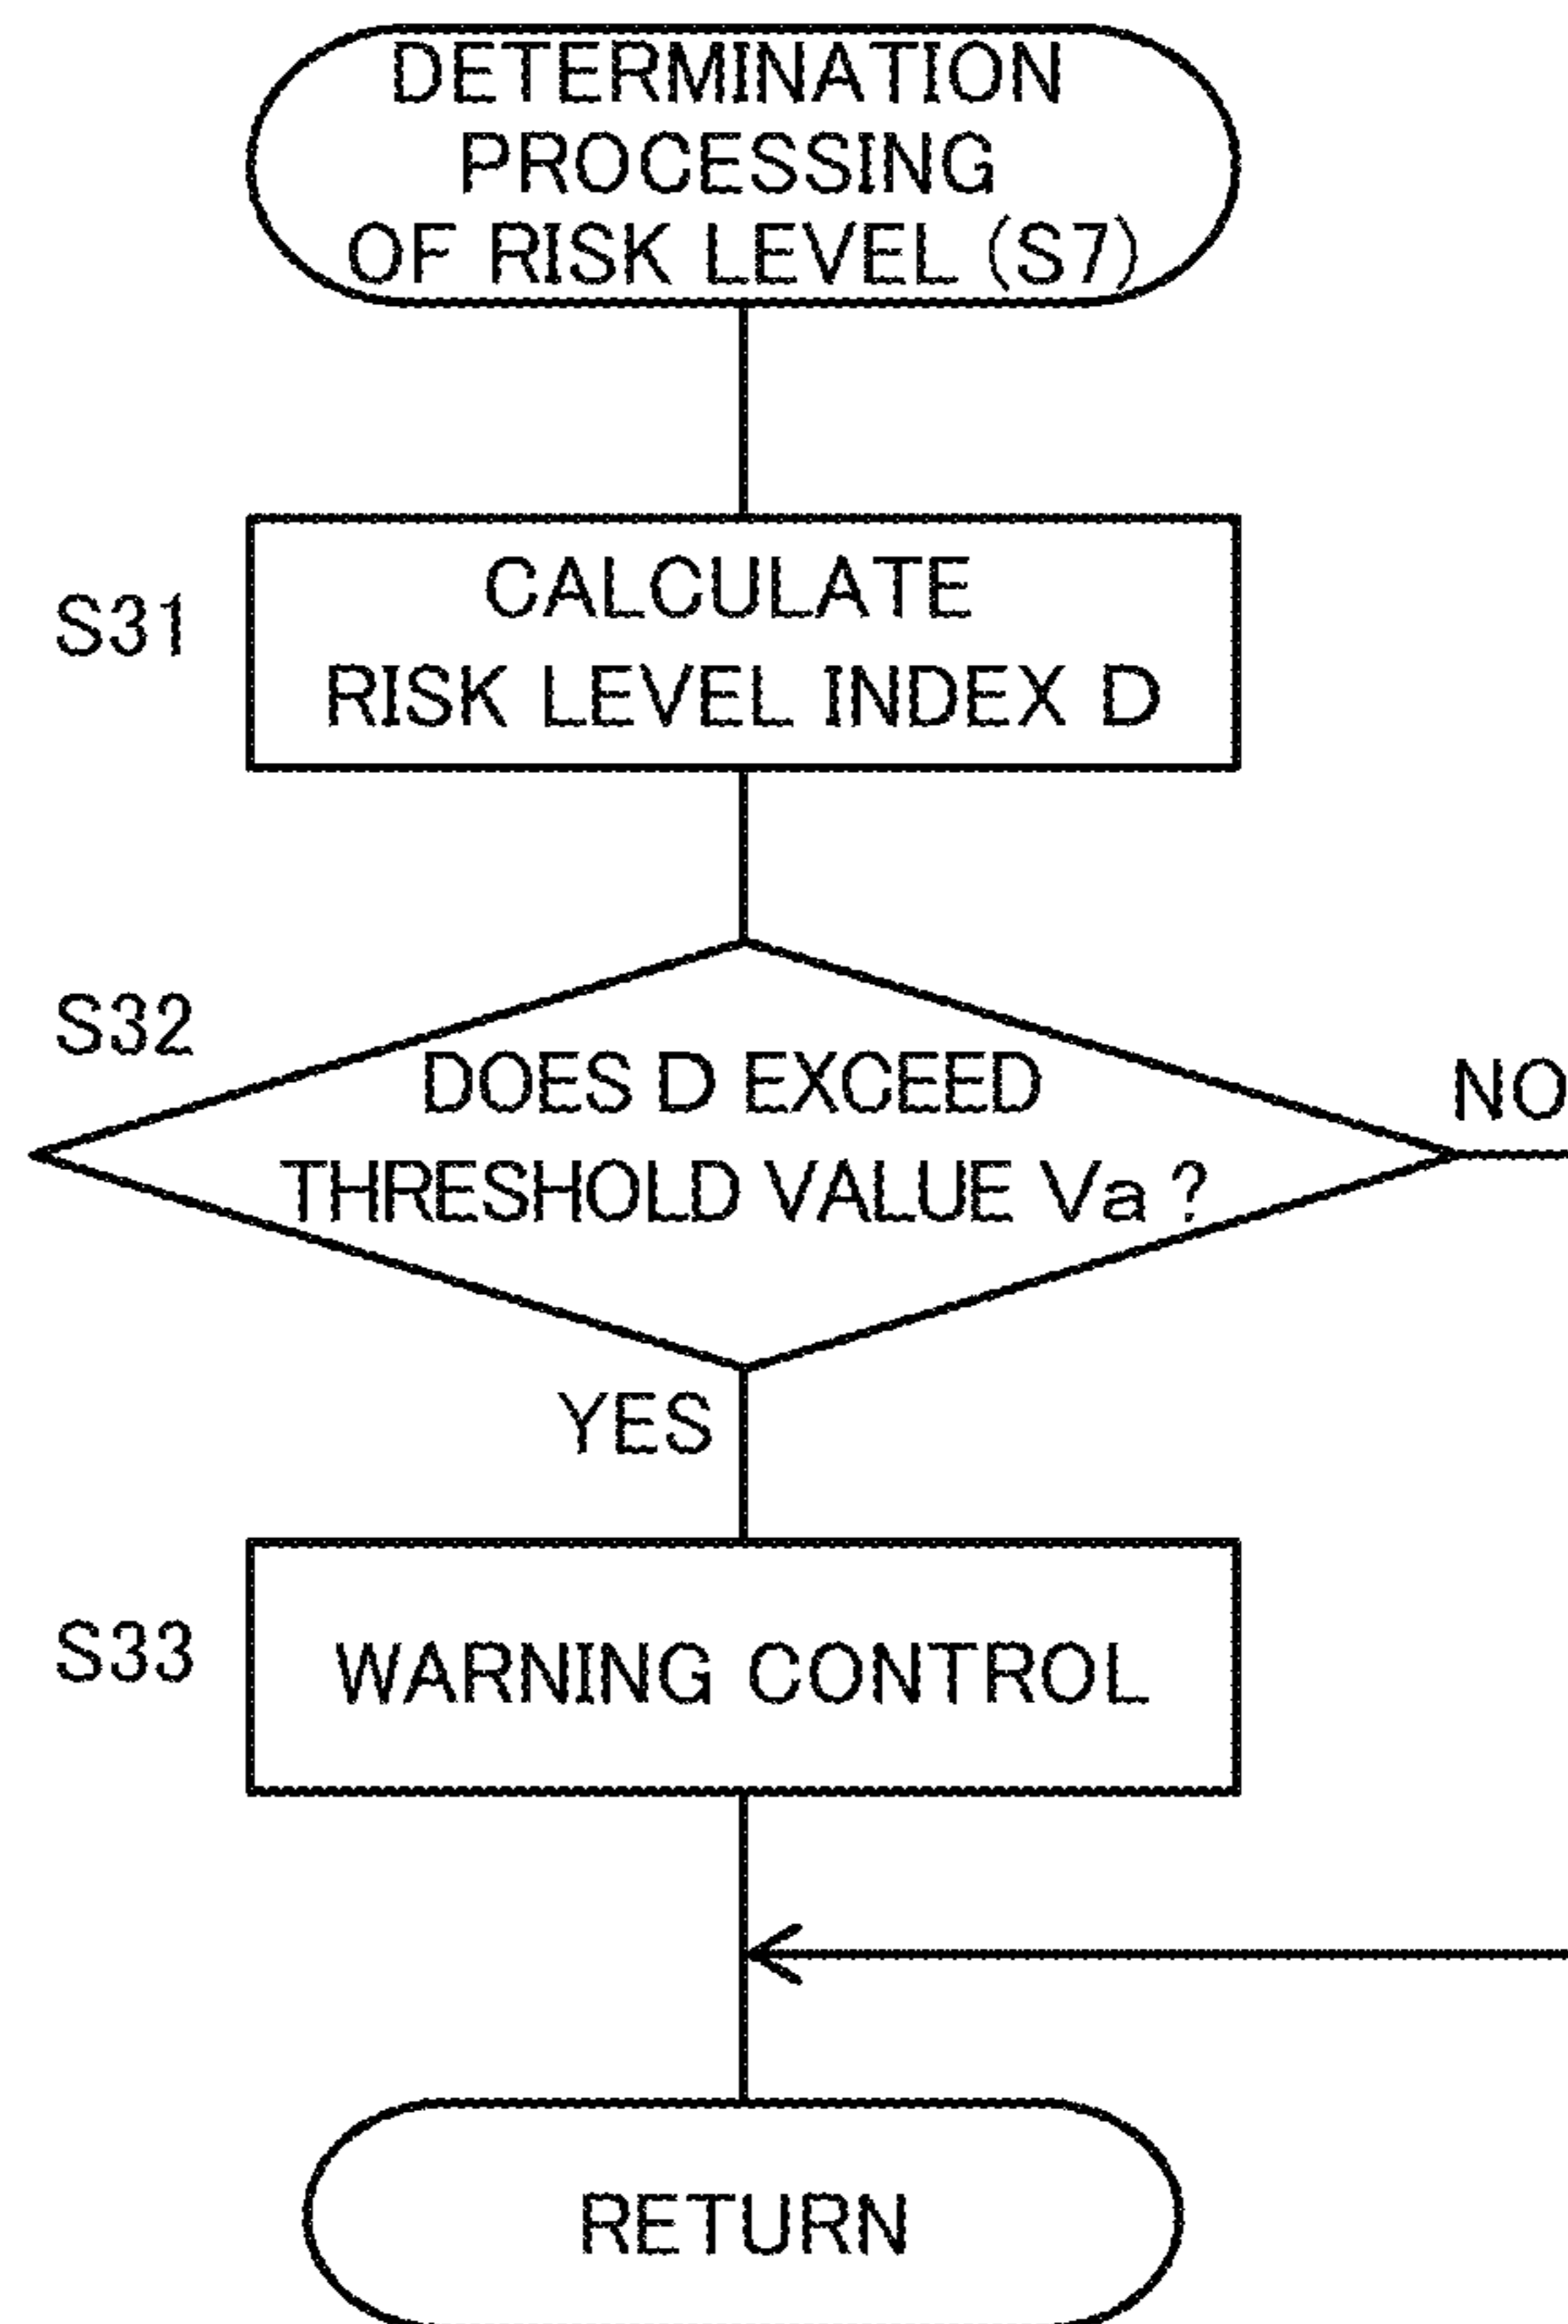 DETERMINATION
PROCESSING
OF RISK LEVEL (S7)
S31
CALCULATE
RISK LEVEL INDEX D
S32
DOES D EXCEED
THRESHOLD VALUE Va ?
NO
YES
S33
WARNING CONTROL
RETURN